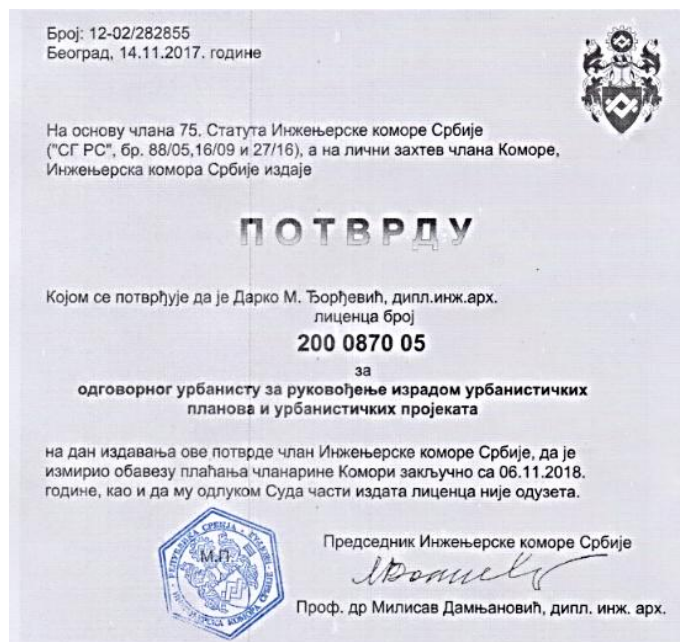 Број: 12-02/282855
Београд, 14.11.2017. године
На основу члана 75. Статута Инжењерске коморе Србије
("СГ РС", бр. 88/05,16/09 и 27/16), а на лични захтев члана Коморе,
Инжењерска комора Србије издаје
ПОТВРДУ
Којом се потврђује да је Дарко М. Ђорђевић, дипл.инж.арх.
лиценца број
200 0870 05
за
одговорног урбанисту за руковођење израдом урбанистичких
планова и урбанистичких пројеката
на дан издавања ове потврде члан Инжењерске коморе Србије, да је
измирио обавезу плаћања чланарине Комори закључно са 06.11.2018.
године, као и да му одлуком Суда части издата лиценца није одузета.
М.П.
РЕПУБЛИКА СРБИЈА
ИНЖЕЊЕРСКА КОМОРА СРБИЈЕ
Председник Инжењерске коморе Србије
Проф. др Милисав Дамњановић, дипл. инж. арх.